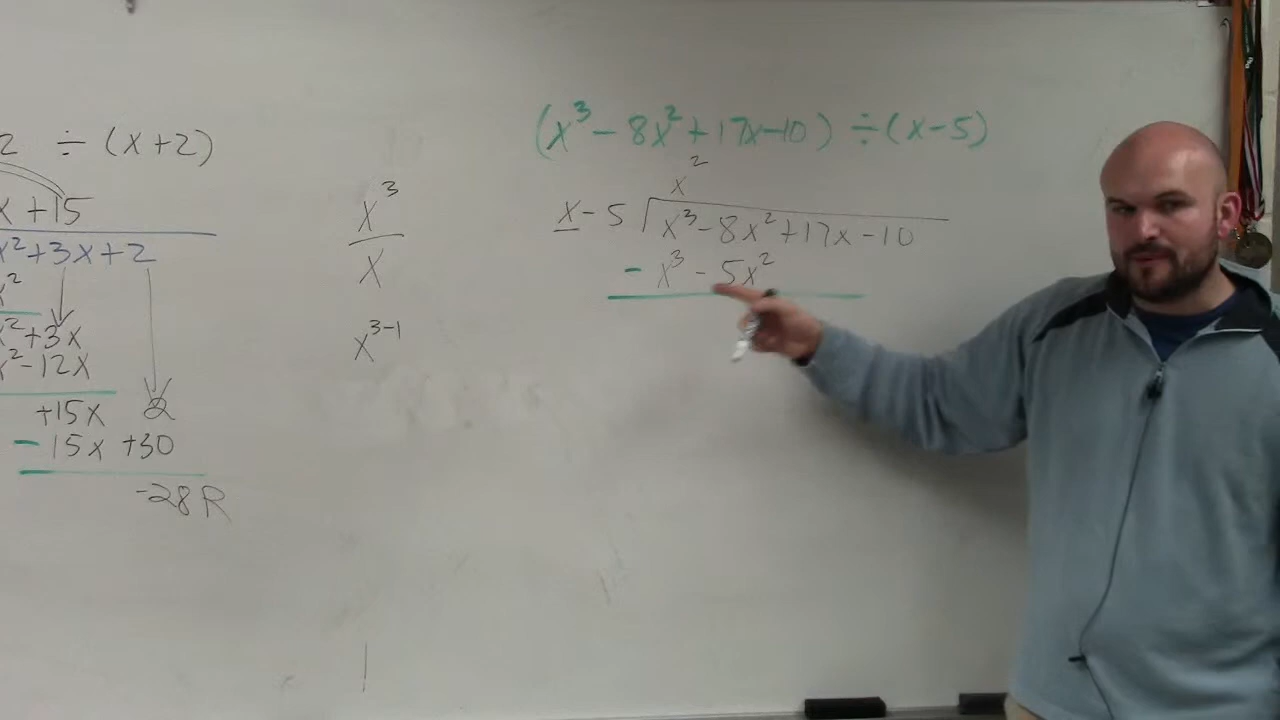 2 ÷ (x+2)
x +15
x²+3x+2
x²
x²+3x
x²-12x
+15x 2
- 15x +30
-28 R
x³
x
x³⁻¹
(x³-8x²+17x-10) ÷ (x-5)
x²
x-5 x³-8x²+17x-10
- x³-5x²